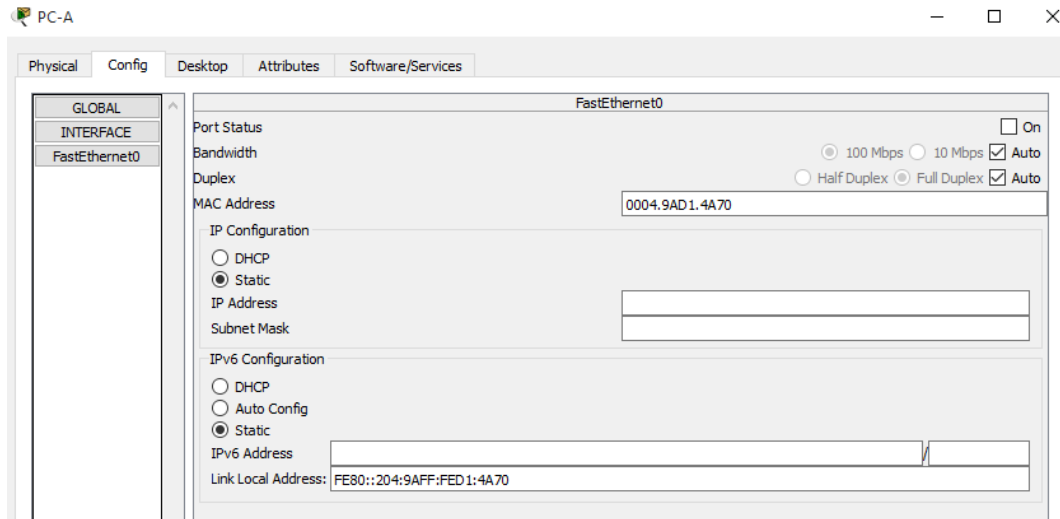 PC-A
Physical Config Desktop Attributes Software/Services
GLOBAL
INTERFACE
FastEthernet0
FastEthernet0
Port Status On
Bandwidth 100 Mbps 10 Mbps Auto
Duplex Half Duplex Full Duplex Auto
MAC Address 0004.9AD1.4A70
IP Configuration
DHCP
Static
IP Address
Subnet Mask
IPv6 Configuration
DHCP
Auto Config
Static
IPv6 Address /
Link Local Address: FE80::204:9AFF:FED1:4A70